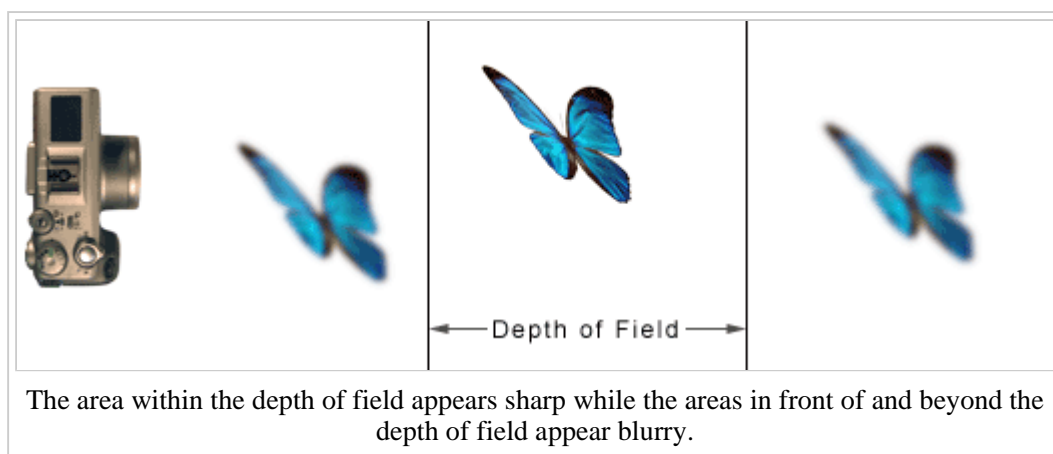 Depth of Field
The area within the depth of field appears sharp while the areas in front of and beyond the
depth of field appear blurry.